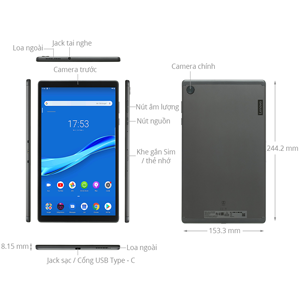 Loa ngoài
Jack tai nghe
Camera trước
Camera chính
17:53
Nút âm lượng
Nút nguồn
Khe gắn Sim
/ thẻ nhớ
Lenovo
244.2 mm
153.3 mm
8.15 mm
Loa ngoài
Jack sạc / Cổng USB Type - C